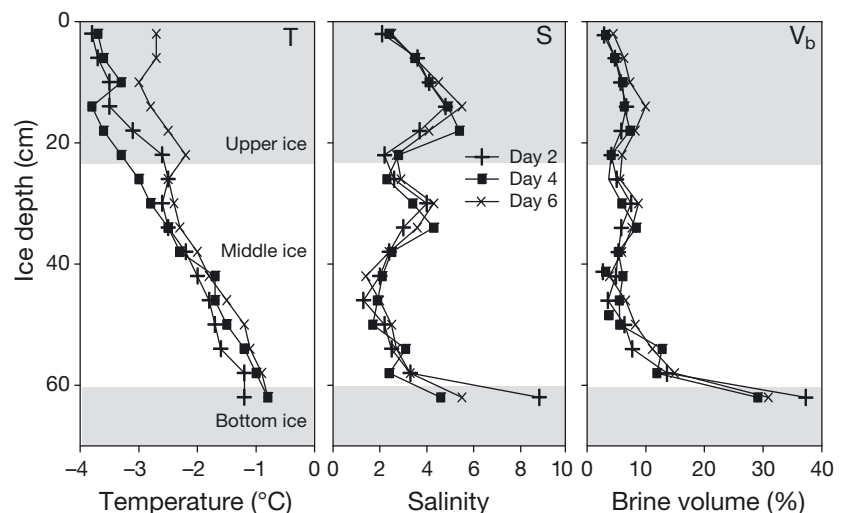 T S V_b
0
20
40
60
Ice depth (cm)
Upper ice
Middle ice
Bottom ice
Day 2
Day 4
Day 6
–4 –3 –2 –1 0 0 2 4 6 8 10 0 10 20 30 40
Temperature (°C) Salinity Brine volume (%)